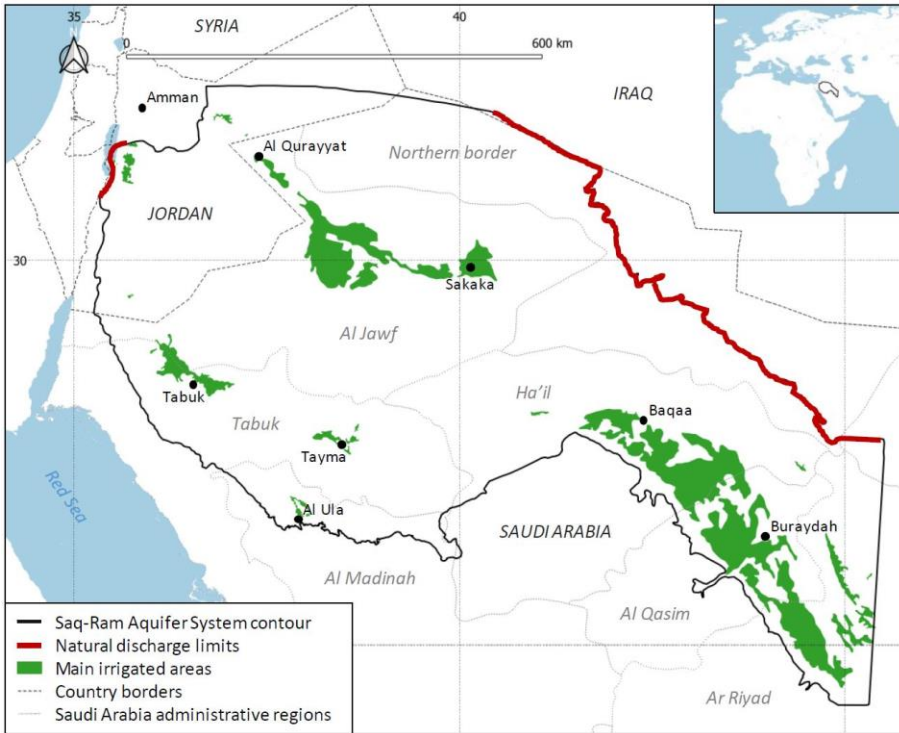 35
SYRIA
40
0
600 km
IRAQ
Amman
Al Qurayyat
Northern border
JORDAN
30
Sakaka
Al Jawf
Tabuk
Ha'il
Baqaa
Tabuk
Tayma
Red Sea
Al Ula
SAUDI ARABIA
Buraydah
Al Madinah
Al Qasim
Ar Riyad
Saq-Ram Aquifer System contour
Natural discharge limits
Main irrigated areas
Country borders
Saudi Arabia administrative regions